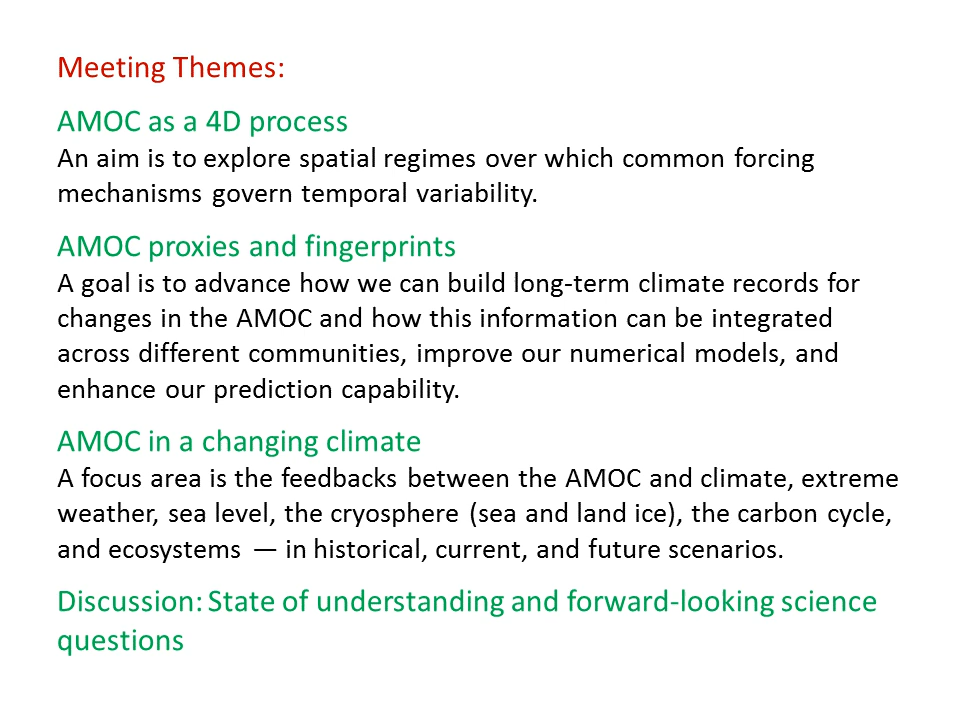 Meeting Themes:
AMOC as a 4D process
An aim is to explore spatial regimes over which common forcing
mechanisms govern temporal variability.
AMOC proxies and fingerprints
A goal is to advance how we can build long-term climate records for
changes in the AMOC and how this information can be integrated
across different communities, improve our numerical models, and
enhance our prediction capability.
AMOC in a changing climate
A focus area is the feedbacks between the AMOC and climate, extreme
weather, sea level, the cryosphere (sea and land ice), the carbon cycle,
and ecosystems — in historical, current, and future scenarios.
Discussion: State of understanding and forward-looking science
questions